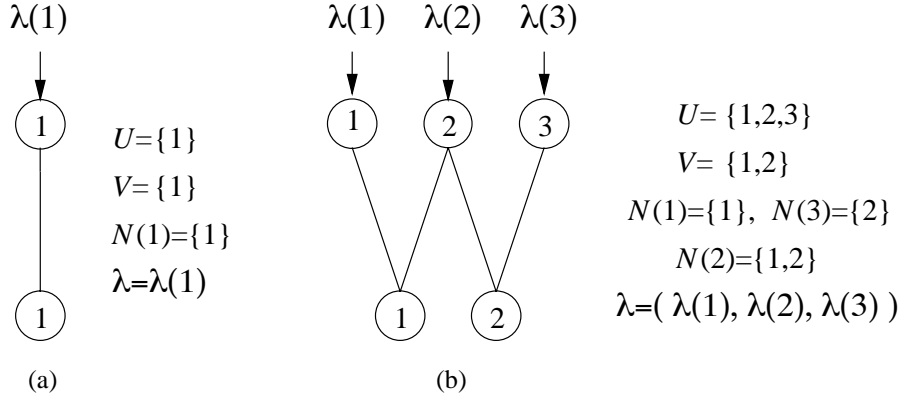 λ(1)
1
1
U={1}
V={1}
N(1)={1}
λ=λ(1)
(a)
λ(1) λ(2) λ(3)
1 2 3
1 2
U= {1,2,3}
V= {1,2}
N(1)={1}, N(3)={2}
N(2)={1,2}
λ=( λ(1), λ(2), λ(3) )
(b)